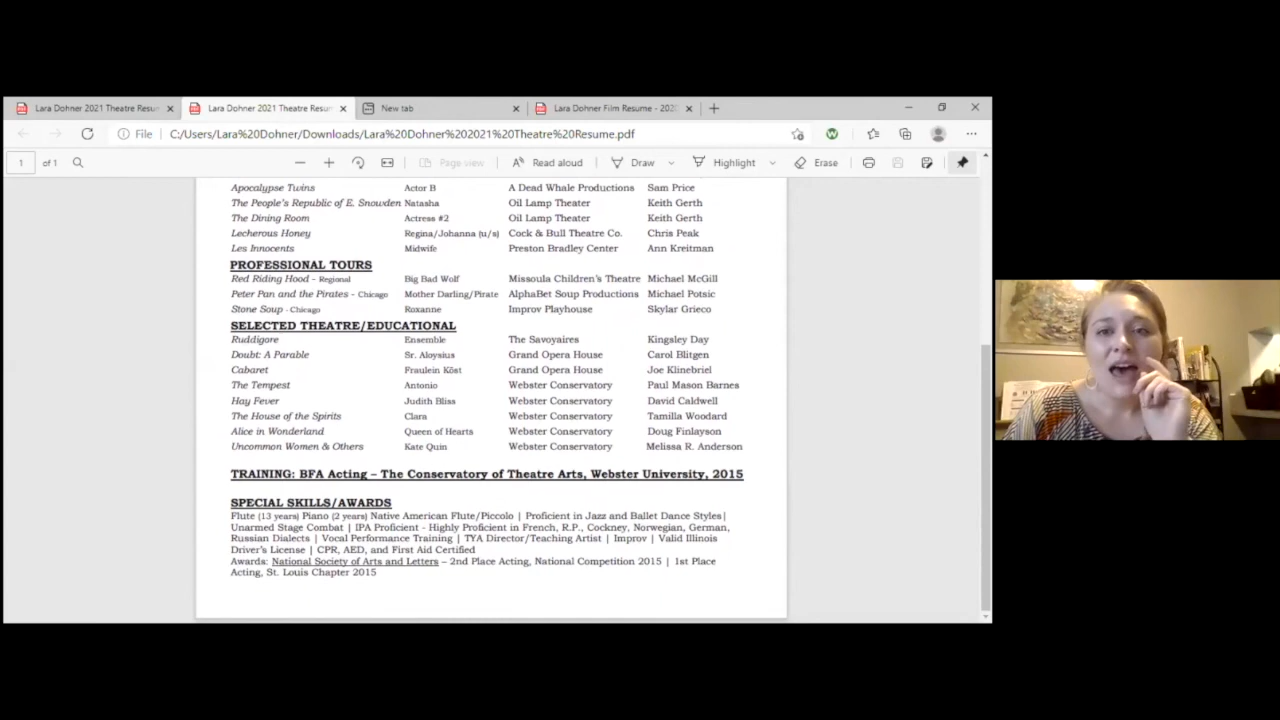 Lara Dohner 2021 Theatre Resu
Lara Dohner 2021 Theatre Resu
New tab
Lara Dohner Film Resume - 202
File C:/Users/Lara%20Dohner/Downloads/Lara%20Dohner%202021%20Theatre%20Resume.pdf
1 of 1 Page view Read aloud Draw Highlight Erase
Apocalypse Twins Actor B A Dead Whale Productions Sam Price
The People's Republic of E. Snowden Natasha Oil Lamp Theater Keith Gerth
The Dining Room Actress #2 Oil Lamp Theater Keith Gerth
Lecherous Honey Regina/Johanna (u/s) Cock & Bull Theatre Co. Chris Peak
Les Innocents Midwife Preston Bradley Center Ann Kreitman
PROFESSIONAL TOURS
Red Riding Hood - Regional Big Bad Wolf Missoula Children's Theatre Michael McGill
Peter Pan and the Pirates - Chicago Mother Darling/Pirate AlphaBet Soup Productions Michael Potsic
Stone Soup - Chicago Roxanne Improv Playhouse Skylar Grieco
SELECTED THEATRE/EDUCATIONAL
Ruddigore Ensemble The Savoyaires Kingsley Day
Doubt: A Parable Sr. Aloysius Grand Opera House Carol Blitgen
Cabaret Fraulein Köst Grand Opera House Joe Klinebriel
The Tempest Antonio Webster Conservatory Paul Mason Barnes
Hay Fever Judith Bliss Webster Conservatory David Caldwell
The House of the Spirits Clara Webster Conservatory Tamilla Woodard
Alice in Wonderland Queen of Hearts Webster Conservatory Doug Finlayson
Uncommon Women & Others Kate Quin Webster Conservatory Melissa R. Anderson
TRAINING: BFA Acting – The Conservatory of Theatre Arts, Webster University, 2015
SPECIAL SKILLS/AWARDS
Flute (13 years) Piano (2 years) Native American Flute/Piccolo | Proficient in Jazz and Ballet Dance Styles|
Unarmed Stage Combat | IPA Proficient - Highly Proficient in French, R.P., Cockney, Norwegian, German,
Russian Dialects | Vocal Performance Training | TYA Director/Teaching Artist | Improv | Valid Illinois
Driver's License | CPR, AED, and First Aid Certified
Awards: National Society of Arts and Letters – 2nd Place Acting, National Competition 2015 | 1st Place
Acting, St. Louis Chapter 2015